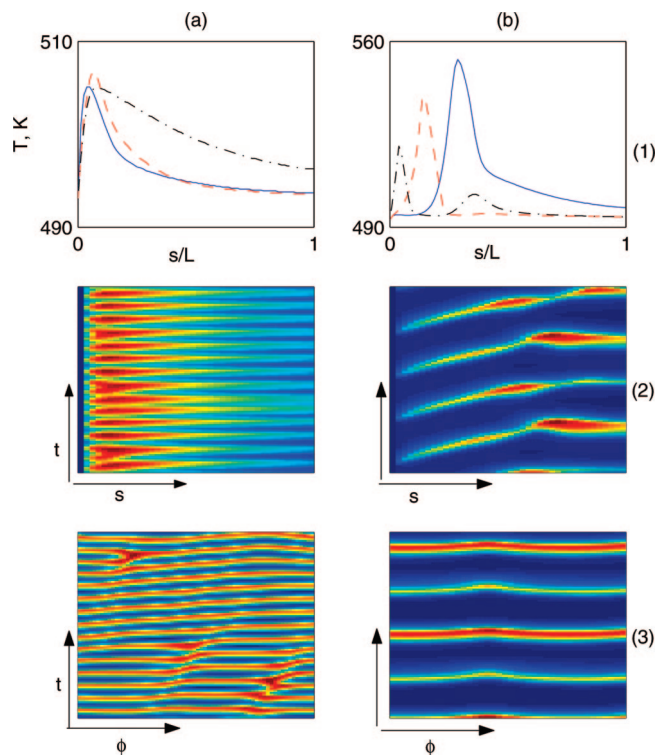 (a) (b)
510 560
T, K (1)
490 490
0 1 0 1
s/L s/L
(2)
t t
s s
(3)
t t
ϕ ϕ